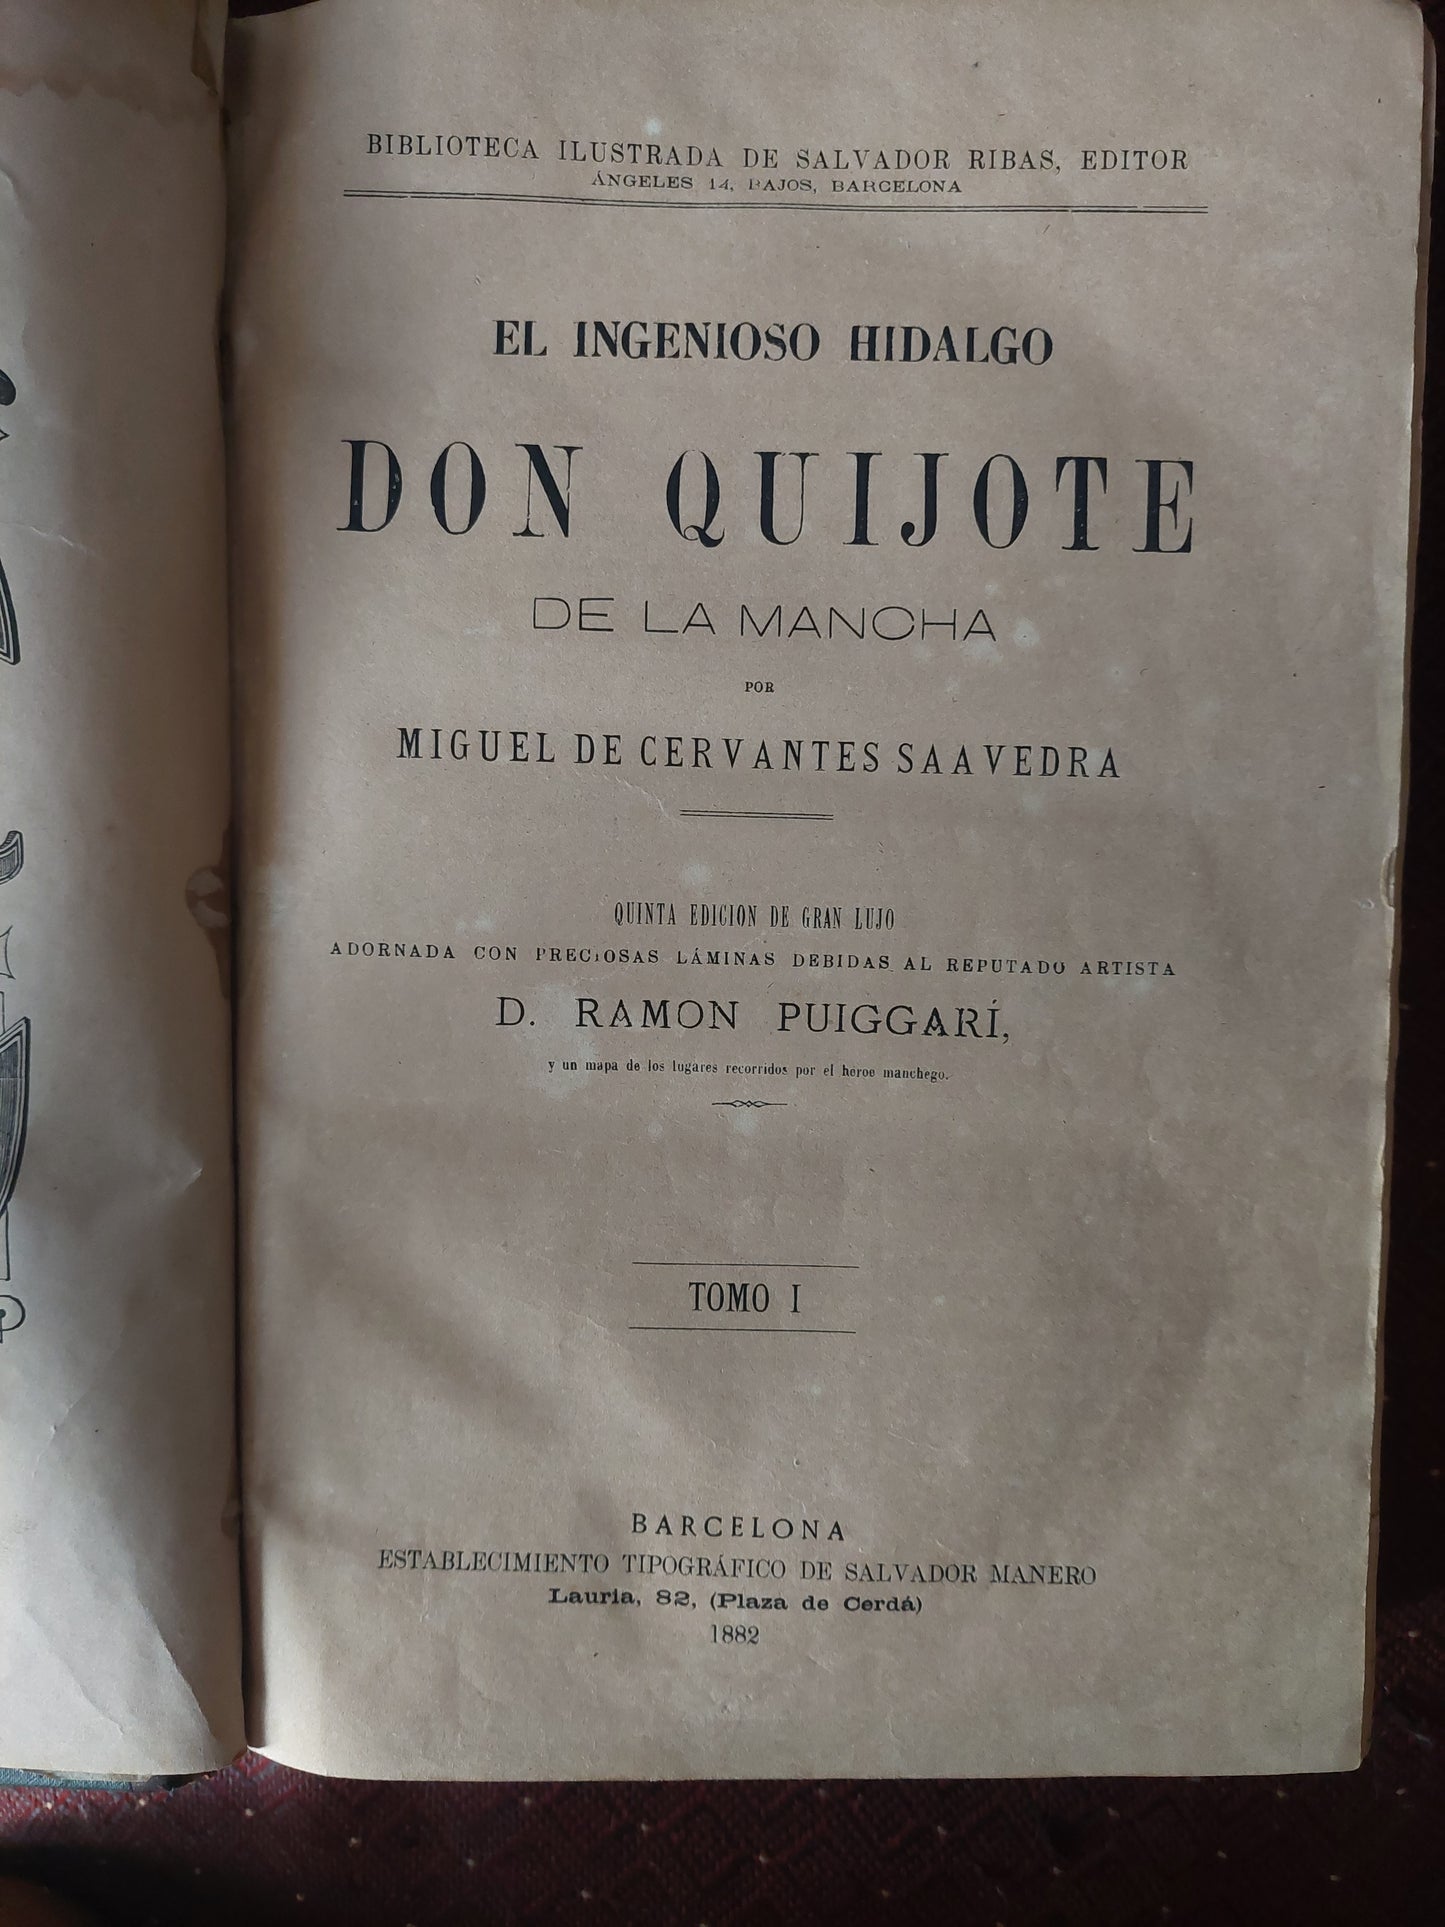 BIBLIOTECA ILUSTRADA DE SALVADOR RIBAS, EDITOR
ÁNGELES 14, BAJOS, BARCELONA
EL INGENIOSO HIDALGO
DON QUIJOTE
DE LA MANCHA
POR
MIGUEL DE CERVANTES SAAVEDRA
QUINTA EDICION DE GRAN LUJO
ADORNADA CON PRECIOSAS LÁMINAS DEBIDAS AL REPUTADO ARTISTA
D. RAMON PUIGGARÍ,
y un mapa de los lugares recorridos por el héroe manchego.
TOMO I
BARCELONA
ESTABLECIMIENTO TIPOGRÁFICO DE SALVADOR MANERO
Lauria, 82, (Plaza de Cerdá)
1882